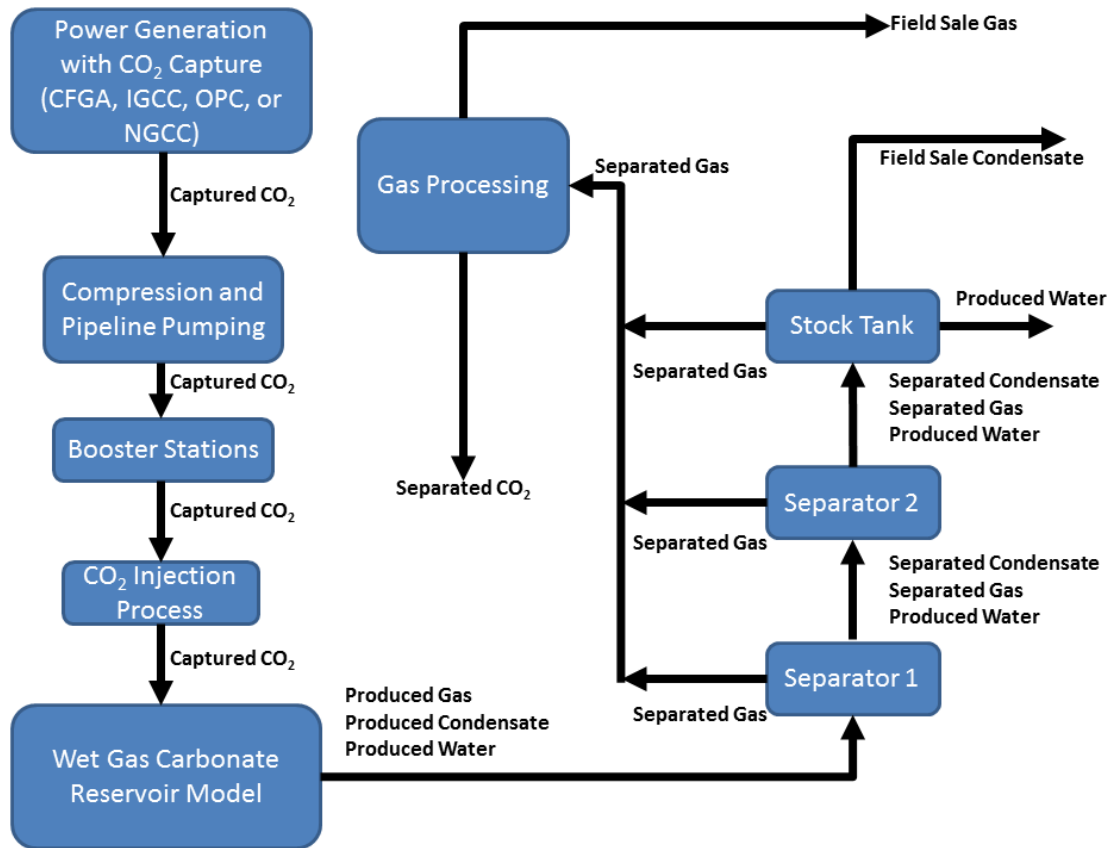 Power Generation
with CO₂ Capture
(CFGA, IGCC, OPC, or
NGCC)
Captured CO₂
Compression and
Pipeline Pumping
Captured CO₂
Booster Stations
Captured CO₂
CO₂ Injection
Process
Captured CO₂
Wet Gas Carbonate
Reservoir Model
Produced Gas
Produced Condensate
Produced Water
Field Sale Gas
Gas Processing
Separated Gas
Separated CO₂
Field Sale Condensate
Stock Tank
Produced Water
Separated Gas
Separated Condensate
Separated Gas
Produced Water
Separator 2
Separated Gas
Separated Condensate
Separated Gas
Produced Water
Separator 1
Separated Gas